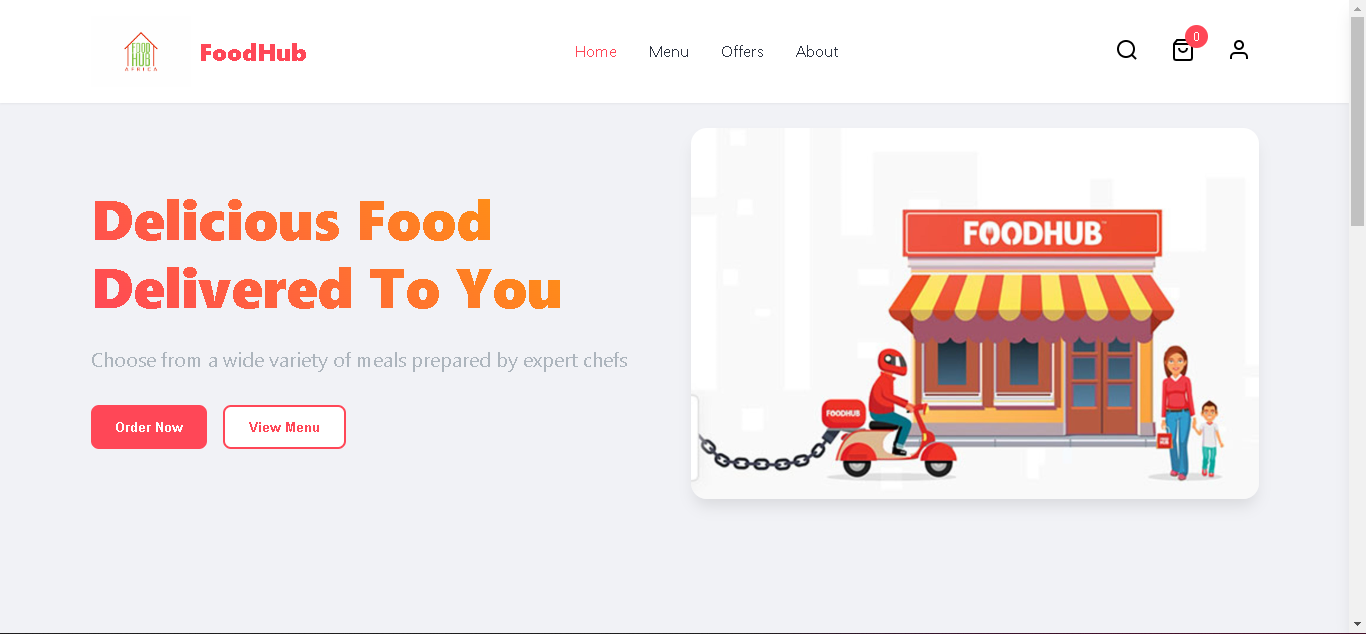 FOOD
HUB
AFRICA
FoodHub
Home
Menu
Offers
About
0
Delicious Food
Delivered To You
Choose from a wide variety of meals prepared by expert chefs
Order Now
View Menu
FOODHUB™
FOODHUB